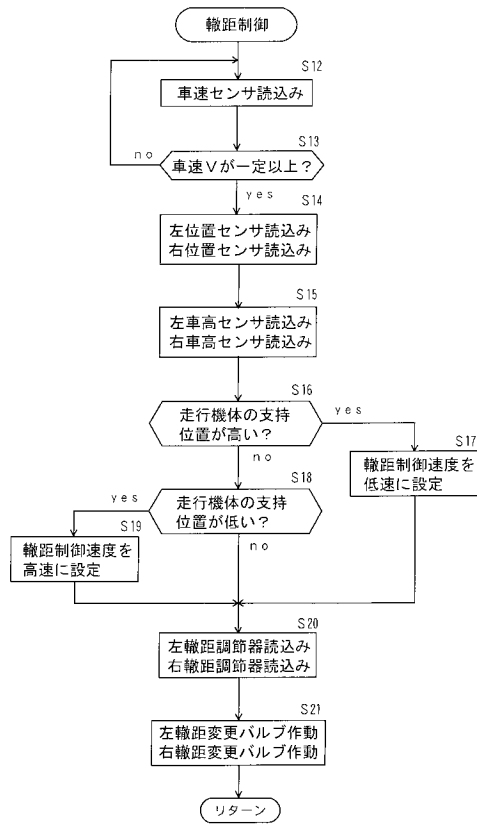 轍距制御
S12
車速センサ読込み
S13
車速Vが一定以上?
no
yes
S14
左位置センサ読込み
右位置センサ読込み
S15
左車高センサ読込み
右車高センサ読込み
S16
走行機体の支持
位置が高い?
yes
no
S17
轍距制御速度を
低速に設定
S18
走行機体の支持
位置が低い?
yes
no
S19
轍距制御速度を
高速に設定
S20
左轍距調節器読込み
右轍距調節器読込み
S21
左轍距変更バルブ作動
右轍距変更バルブ作動
リターン